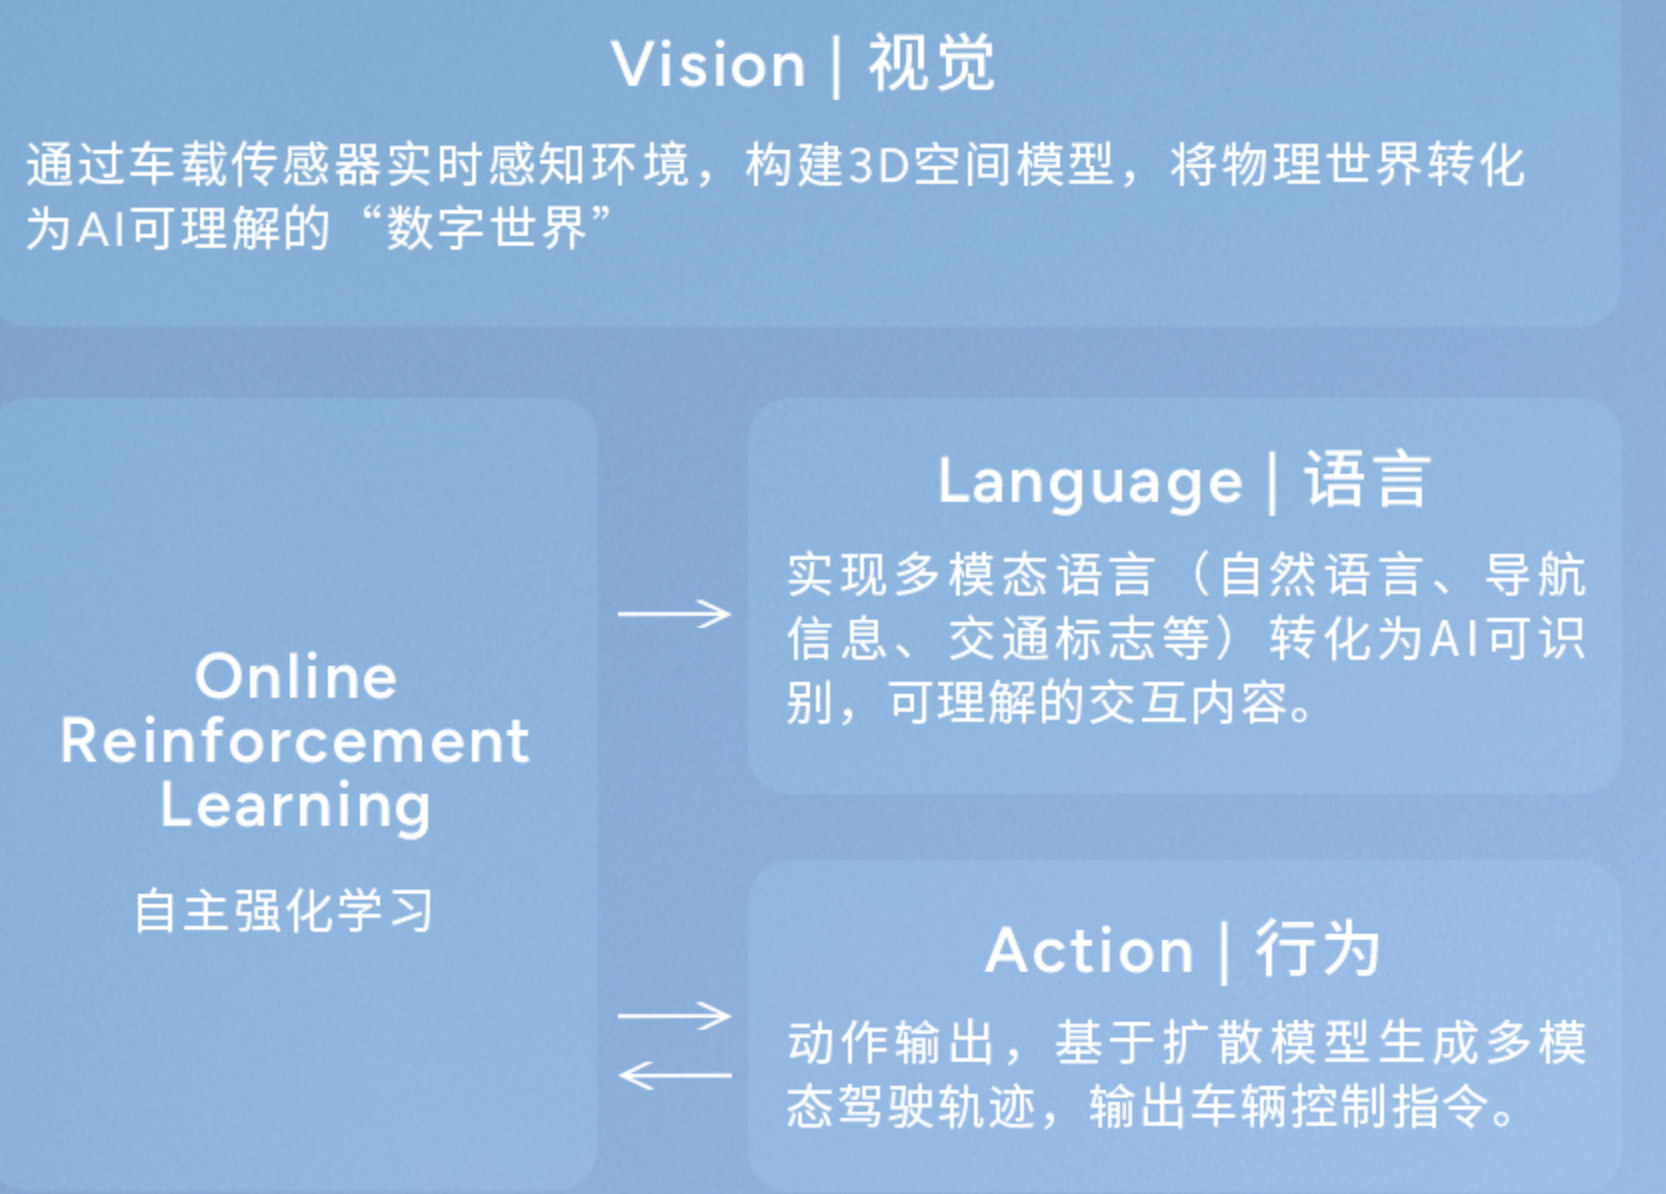 Vision | 视觉
通过车载传感器实时感知环境，构建3D空间模型，将物理世界转化
为AI可理解的“数字世界”
Online
Reinforcement
Learning
自主强化学习
Language | 语言
实现多模态语言（自然语言、导航
信息、交通标志等）转化为AI可识
别，可理解的交互内容。
Action | 行为
动作输出，基于扩散模型生成多模
态驾驶轨迹，输出车辆控制指令。